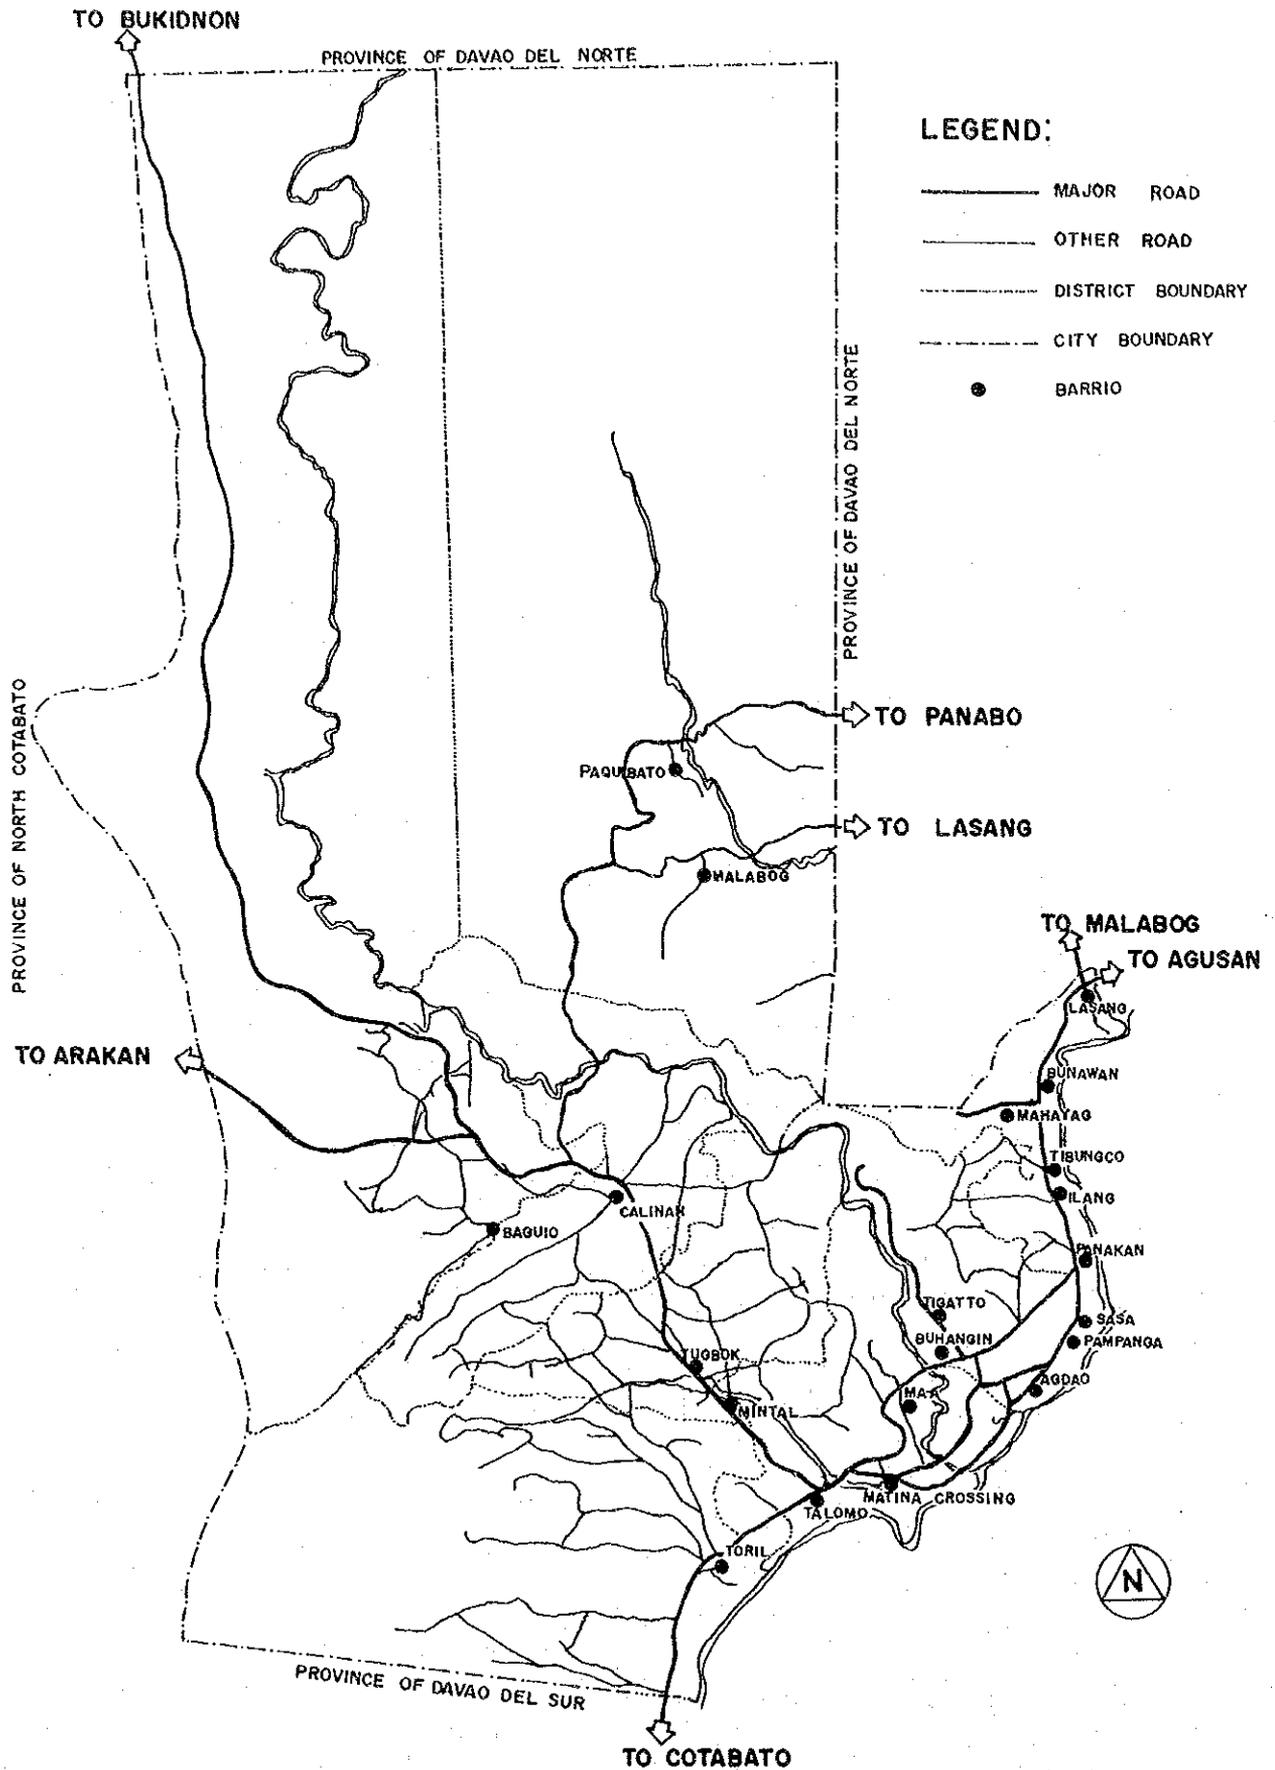 TO BUKIDNON
PROVINCE OF DAVAO DEL NORTE
LEGEND:
MAJOR ROAD
OTHER ROAD
DISTRICT BOUNDARY
CITY BOUNDARY
BARRIO
PROVINCE OF DAVAO DEL NORTE
PROVINCE OF NORTH COTABATO
TO PANABO
PAQUIBATO
TO LASANG
MALABOG
TO MALABOG
TO AGUSAN
LASANG
TO ARAKAN
BUNAWAN
MAHAYAG
TIBUNGCO
ILANG
CALINAN
BAGUIO
PANAKAN
TIGATTO
SASA
BUHANGIN
PAMPANGA
TUGBOK
AGDAO
MAA
MINTAL
MATINA CROSSING
TALOMO
TORIL
N
PROVINCE OF DAVAO DEL SUR
TO COTABATO